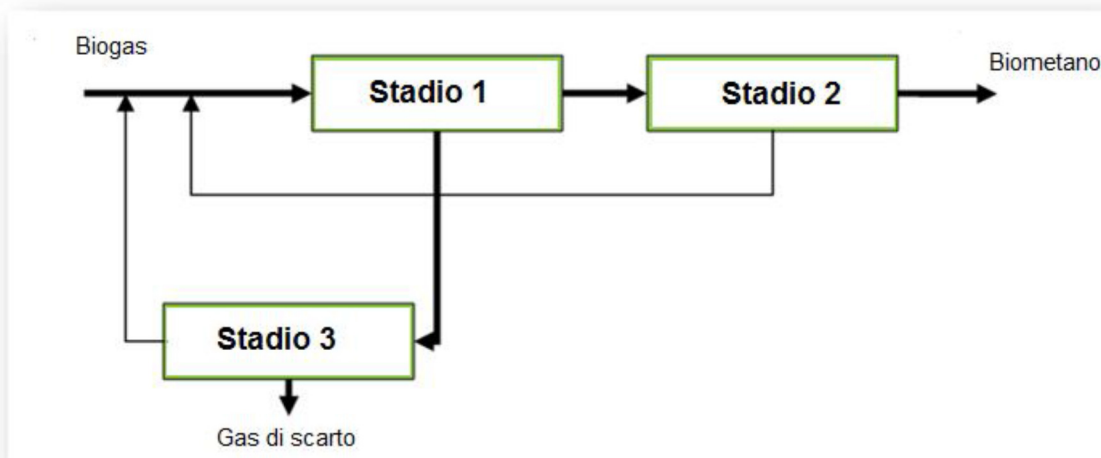 Biogas
Biometano
Stadio 1
Stadio 2
Stadio 3
Gas di scarto